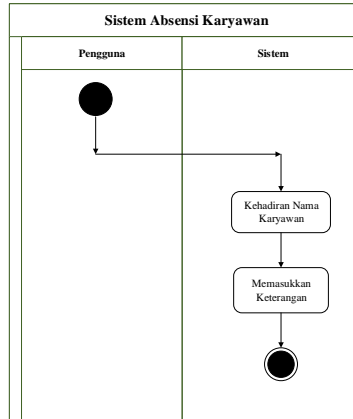 Sistem Absensi Karyawan
Pengguna
Sistem
Kehadiran Nama
Karyawan
Memasukkan
Keterangan